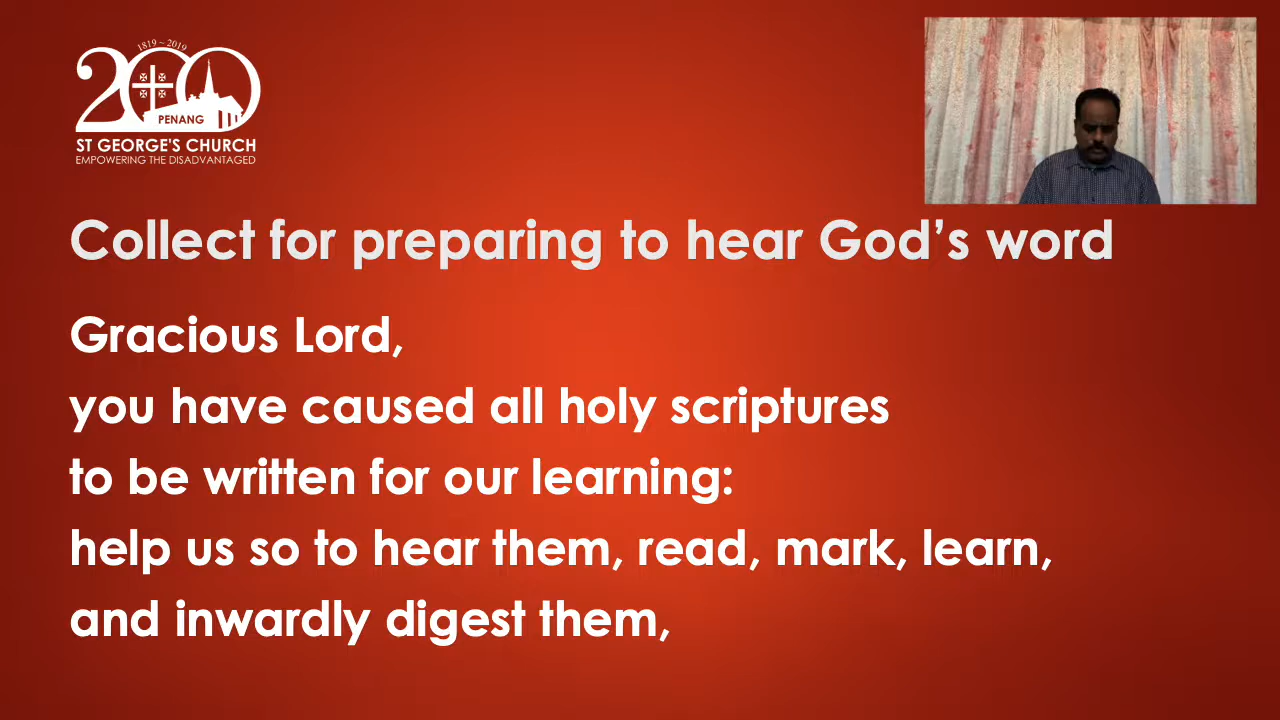 1819 ~ 2019
200
PENANG
ST GEORGE'S CHURCH
EMPOWERING THE DISADVANTAGED
Collect for preparing to hear God’s word
Gracious Lord,
you have caused all holy scriptures
to be written for our learning:
help us so to hear them, read, mark, learn,
and inwardly digest them,